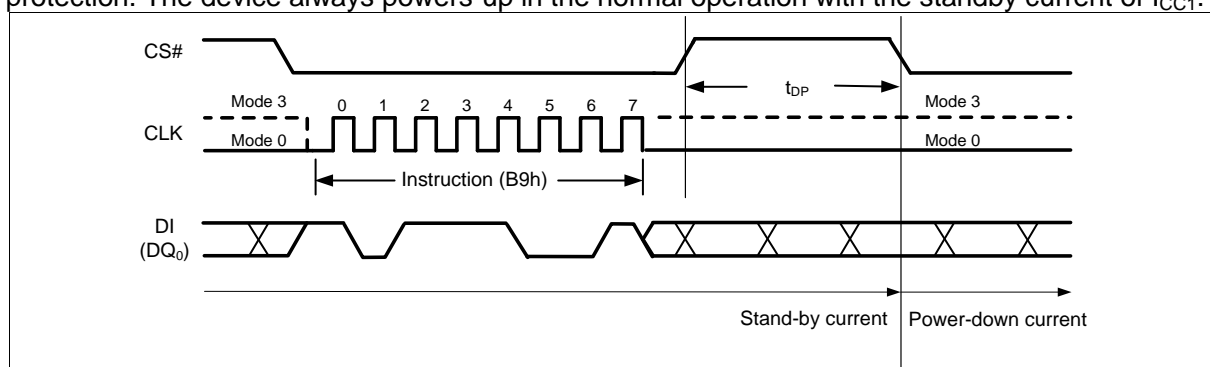 protection. The device always powers-up in the normal operation with the standby current of ICC1.
CS#
tDP
Mode 3
0 1 2 3 4 5 6 7
Mode 3
CLK
Mode 0
Mode 0
Instruction (B9h)
DI
(DQ0)
Stand-by current
Power-down current